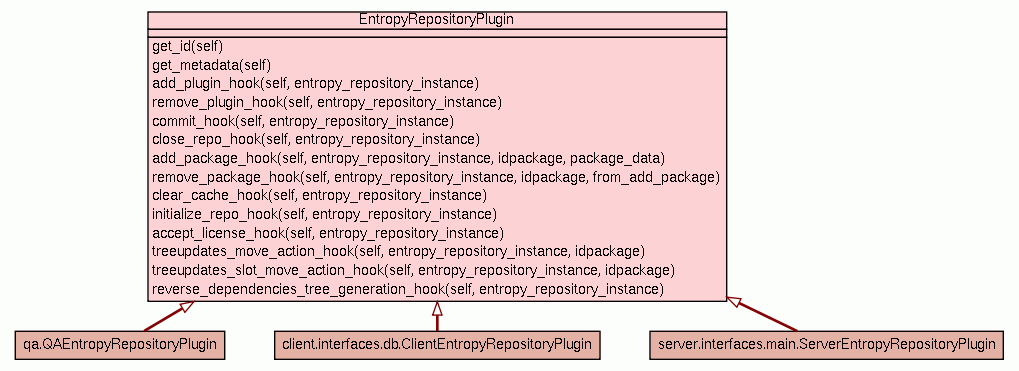 EntropyRepositoryPlugin
get_id(self)
get_metadata(self)
add_plugin_hook(self, entropy_repository_instance)
remove_plugin_hook(self, entropy_repository_instance)
commit_hook(self, entropy_repository_instance)
close_repo_hook(self, entropy_repository_instance)
add_package_hook(self, entropy_repository_instance, idpackage, package_data)
remove_package_hook(self, entropy_repository_instance, idpackage, from_add_package)
clear_cache_hook(self, entropy_repository_instance)
initialize_repo_hook(self, entropy_repository_instance)
accept_license_hook(self, entropy_repository_instance)
treeupdates_move_action_hook(self, entropy_repository_instance, idpackage)
treeupdates_slot_move_action_hook(self, entropy_repository_instance, idpackage)
reverse_dependencies_tree_generation_hook(self, entropy_repository_instance)
qa.QAEntropyRepositoryPlugin
client.interfaces.db.ClientEntropyRepositoryPlugin
server.interfaces.main.ServerEntropyRepositoryPlugin